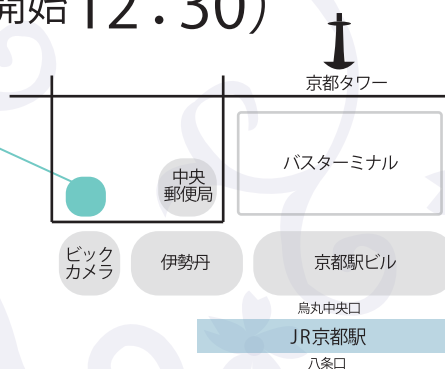 開始12:30)
京都タワー
中央
郵便局
バスターミナル
ビック
カメラ
伊勢丹
京都駅ビル
烏丸中央口
JR京都駅
八条口